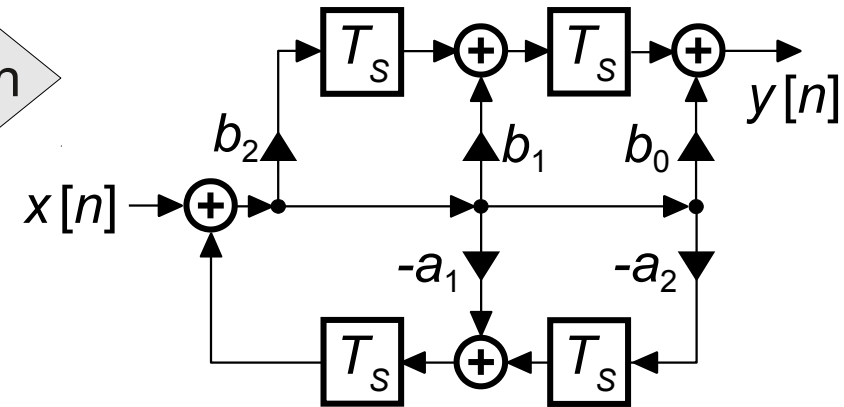 T_S + T_S +
y[n]
n
b_2 b_1 b_0
x[n] +
-a_1 -a_2
T_S + T_S